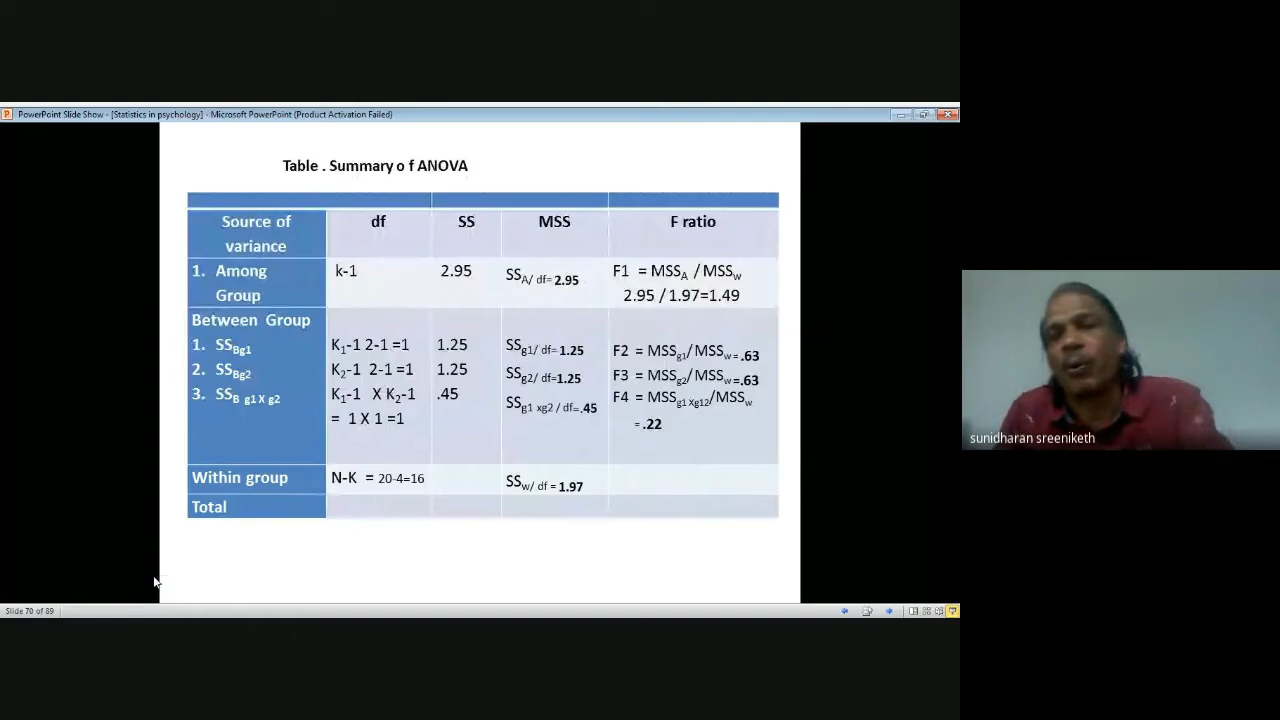 PowerPoint Slide Show - [Statistics in psychology] - Microsoft PowerPoint (Product Activation Failed)
Table . Summary o f ANOVA
Source of variance df SS MSS F ratio
1. Among Group k-1 2.95 SSA/ df= 2.95 F1 = MSSA / MSSw
2.95 / 1.97=1.49
Between Group
1. SSBg1 K1-1 2-1 =1 1.25 SSg1/ df= 1.25 F2 = MSSg1/ MSSw = .63
2. SSBg2 K2-1 2-1 =1 1.25 SSg2/ df=1.25 F3 = MSSg2/ MSSw=.63
3. SSB g1 X g2 K1-1 X K2-1 .45 SSg1 xg2 / df=.45 F4 = MSSg1 Xg12/MSSw
= 1 X 1 =1 = .22
Within group N-K = 20-4=16 SSw/ df = 1.97
Total
sunidharan sreeniketh
Slide 70 of 89